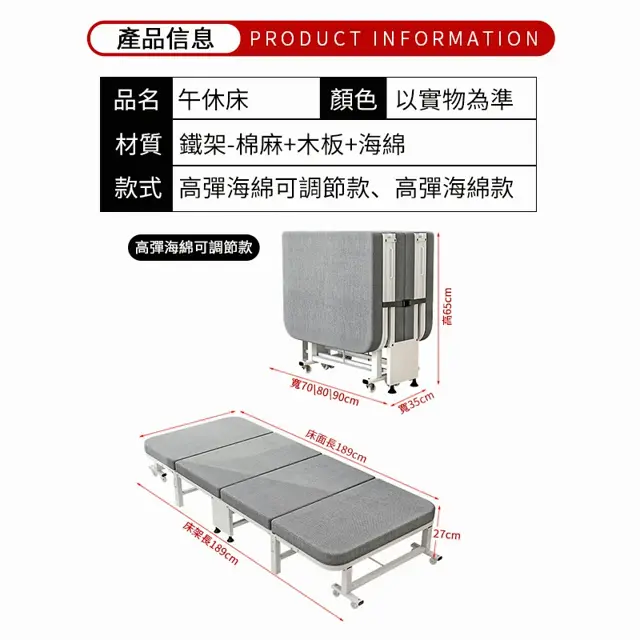 產品信息 PRODUCT INFORMATION
品名 午休床 顏色 以實物為準
材質 鐵架-棉麻+木板+海綿
款式 高彈海綿可調節款、高彈海綿款
高彈海綿可調節款
高65cm
寬70\80\90cm
寬35cm
床面長189cm
27cm
床架長189cm